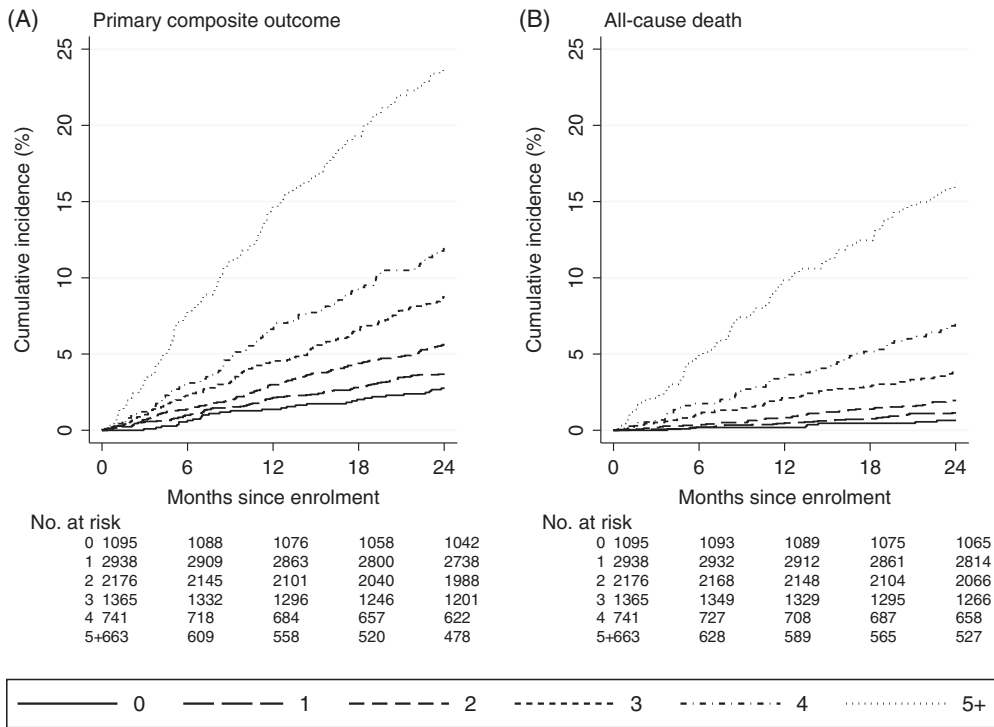 (A) Primary composite outcome
25
20
15
10
5
0
Cumulative incidence (%)
0 6 12 18 24
Months since enrolment
No. at risk
0 1095 1088 1076 1058 1042
1 2938 2909 2863 2800 2738
2 2176 2145 2101 2040 1988
3 1365 1332 1296 1246 1201
4 741 718 684 657 622
5+663 609 558 520 478
(B) All-cause death
25
20
15
10
5
0
Cumulative incidence (%)
0 6 12 18 24
Months since enrolment
No. at risk
0 1095 1093 1089 1075 1065
1 2938 2932 2912 2861 2814
2 2176 2168 2148 2104 2066
3 1365 1349 1329 1295 1266
4 741 727 708 687 658
5+663 628 589 565 527
0 1 2 3 4 5+